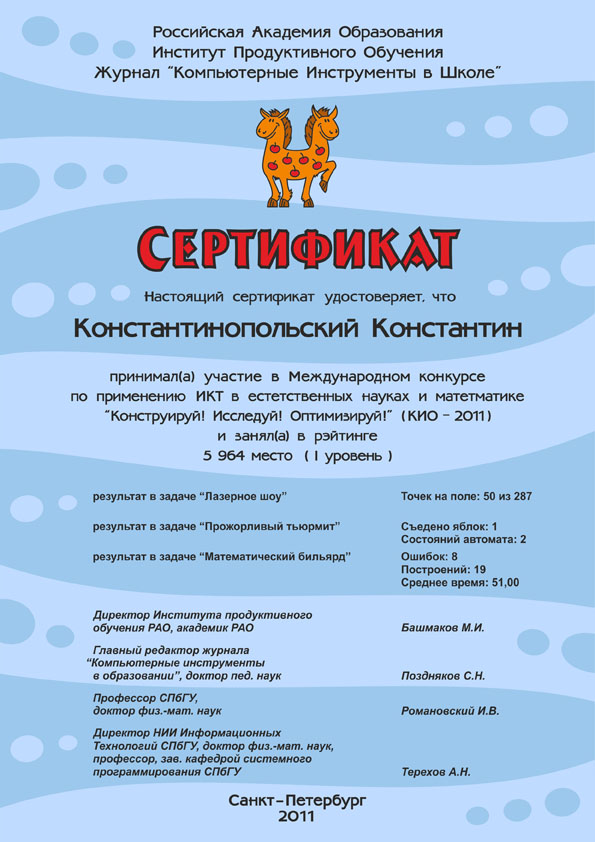 Российская Академия Образования
Институт Продуктивного Обучения
Журнал "Компьютерные Инструменты в Школе"
Сертификат
Настоящий сертификат удостоверяет, что
Константинопольский Константин
принимал(а) участие в Международном конкурсе
по применению ИКТ в естетственных науках и матетматике
"Конструируй! Исследуй! Оптимизируй!" (КИО - 2011)
и занял(а) в рэйтинге
5 964 место ( I уровень )
результат в задаче “Лазерное шоу” Точек на поле: 50 из 287
результат в задаче “Прожорливый тьюрмит” Съедено яблок: 1
Состояний автомата: 2
результат в задаче “Математический бильярд” Ошибок: 8
Построений: 19
Среднее время: 51,00
Директор Института продуктивного
обучения РАО, академик РАО Башмаков М.И.
Главный редактор журнала
“Компьютерные инструменты
в образовании”, доктор пед. наук Поздняков С.Н.
Профессор СПбГУ,
доктор физ.-мат. наук Романовский И.В.
Директор НИИ Информационных
Технологий СПбГУ, доктор физ.-мат. наук,
профессор, зав. кафедрой системного
программирования СПбГУ Терехов А.Н.
Санкт-Петербург
2011